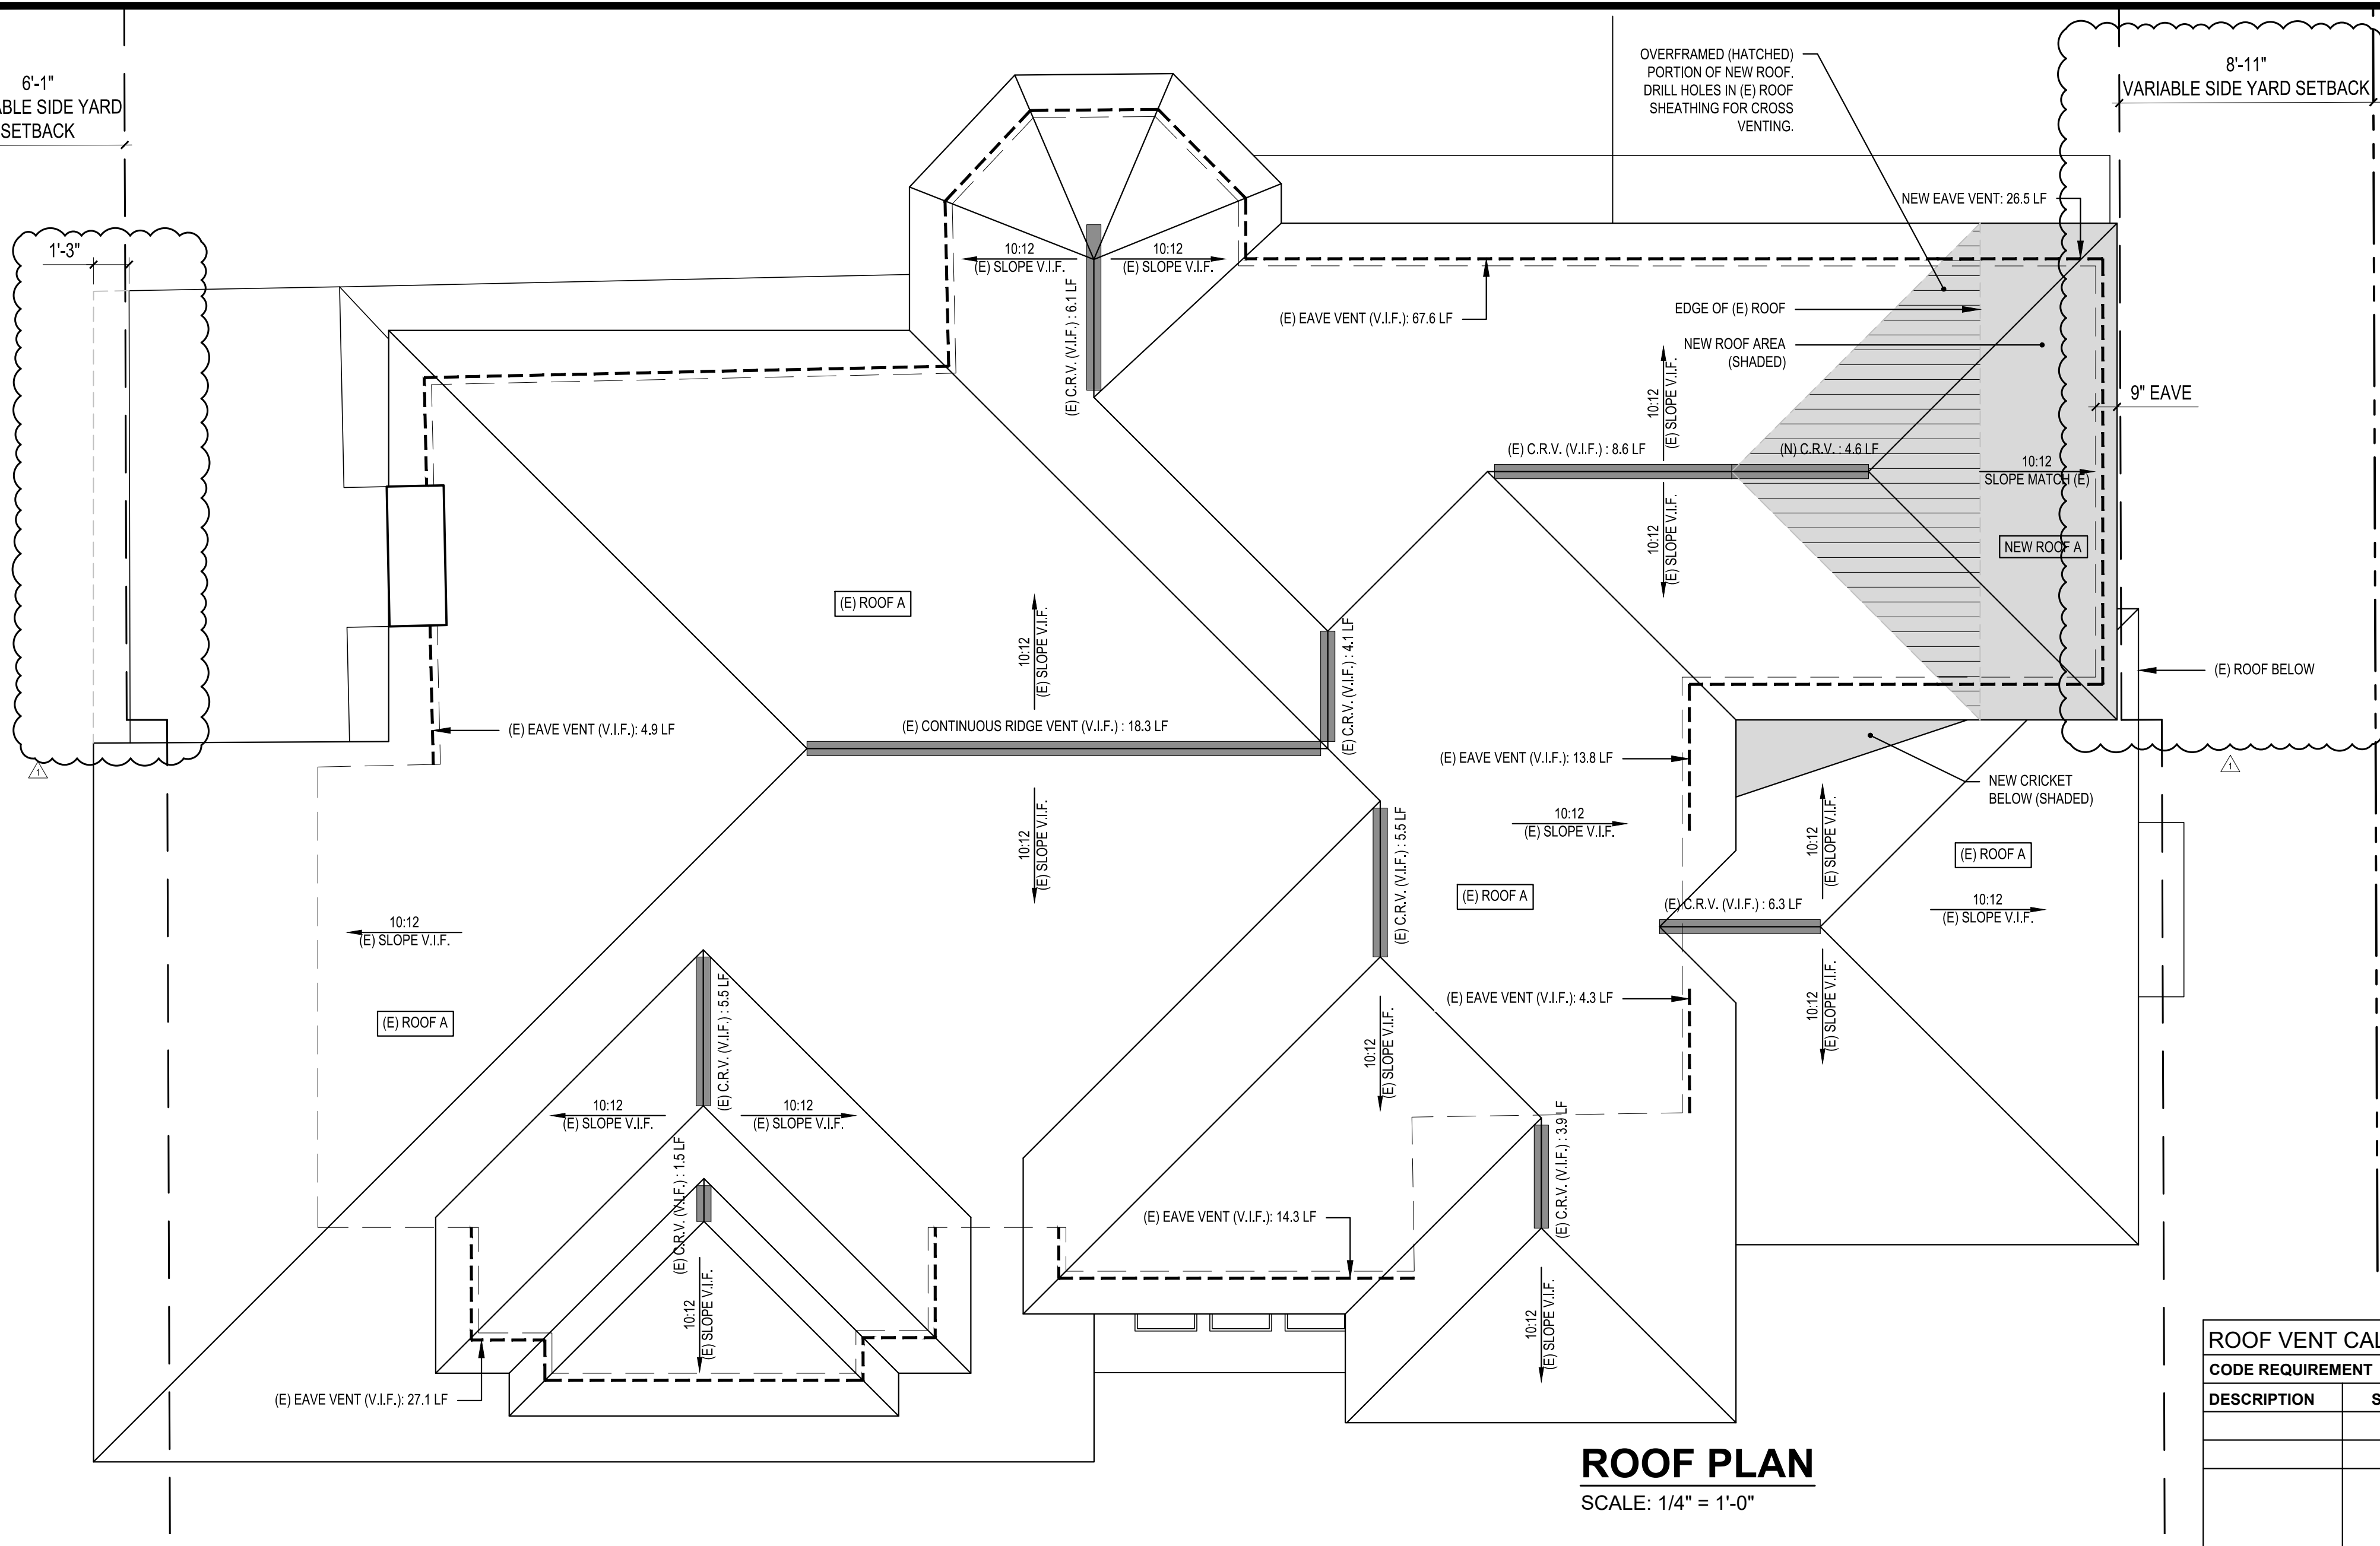 6'-1"
ABLE SIDE YARD
SETBACK
1'-3"
OVERFRAMED (HATCHED)
PORTION OF NEW ROOF.
DRILL HOLES IN (E) ROOF
SHEATHING FOR CROSS
VENTING.
8'-11"
VARIABLE SIDE YARD SETBACK
NEW EAVE VENT: 26.5 LF
10:12
(E) SLOPE V.I.F.
10:12
(E) SLOPE V.I.F.
(E) C.R.V. (V.I.F.) : 6.1 LF
(E) EAVE VENT (V.I.F.): 67.6 LF
EDGE OF (E) ROOF
NEW ROOF AREA
(SHADED)
9" EAVE
10:12
(E) SLOPE V.I.F.
(E) C.R.V. (V.I.F.) : 8.6 LF
(N) C.R.V. : 4.6 LF
10:12
SLOPE MATCH (E)
10:12
(E) SLOPE V.I.F.
NEW ROOF A
(E) ROOF A
10:12
(E) SLOPE V.I.F.
(E) C.R.V. (V.I.F.) : 4.1 LF
(E) ROOF BELOW
(E) EAVE VENT (V.I.F.): 4.9 LF
(E) CONTINUOUS RIDGE VENT (V.I.F.) : 18.3 LF
(E) EAVE VENT (V.I.F.): 13.8 LF
1
1
NEW CRICKET
BELOW (SHADED)
10:12
(E) SLOPE V.I.F.
(E) C.R.V. (V.I.F.) : 5.5 LF
10:12
(E) SLOPE V.I.F.
10:12
(E) SLOPE V.I.F.
(E) ROOF A
(E) ROOF A
(E) C.R.V. (V.I.F.) : 6.3 LF
10:12
(E) SLOPE V.I.F.
10:12
(E) SLOPE V.I.F.
(E) ROOF A
(E) C.R.V. (V.I.F.) : 5.5 LF
(E) EAVE VENT (V.I.F.): 4.3 LF
10:12
(E) SLOPE V.I.F.
10:12
(E) SLOPE V.I.F.
10:12
(E) SLOPE V.I.F.
10:12
(E) SLOPE V.I.F.
(E) C.R.V. (V.I.F.) : 1.5 LF
(E) C.R.V. (V.I.F.) : 3.9 LF
(E) EAVE VENT (V.I.F.): 14.3 LF
10:12
(E) SLOPE V.I.F.
10:12
(E) SLOPE V.I.F.
(E) EAVE VENT (V.I.F.): 27.1 LF
ROOF VENT CAL
CODE REQUIREMENT
DESCRIPTION
S
ROOF PLAN
SCALE: 1/4" = 1'-0"